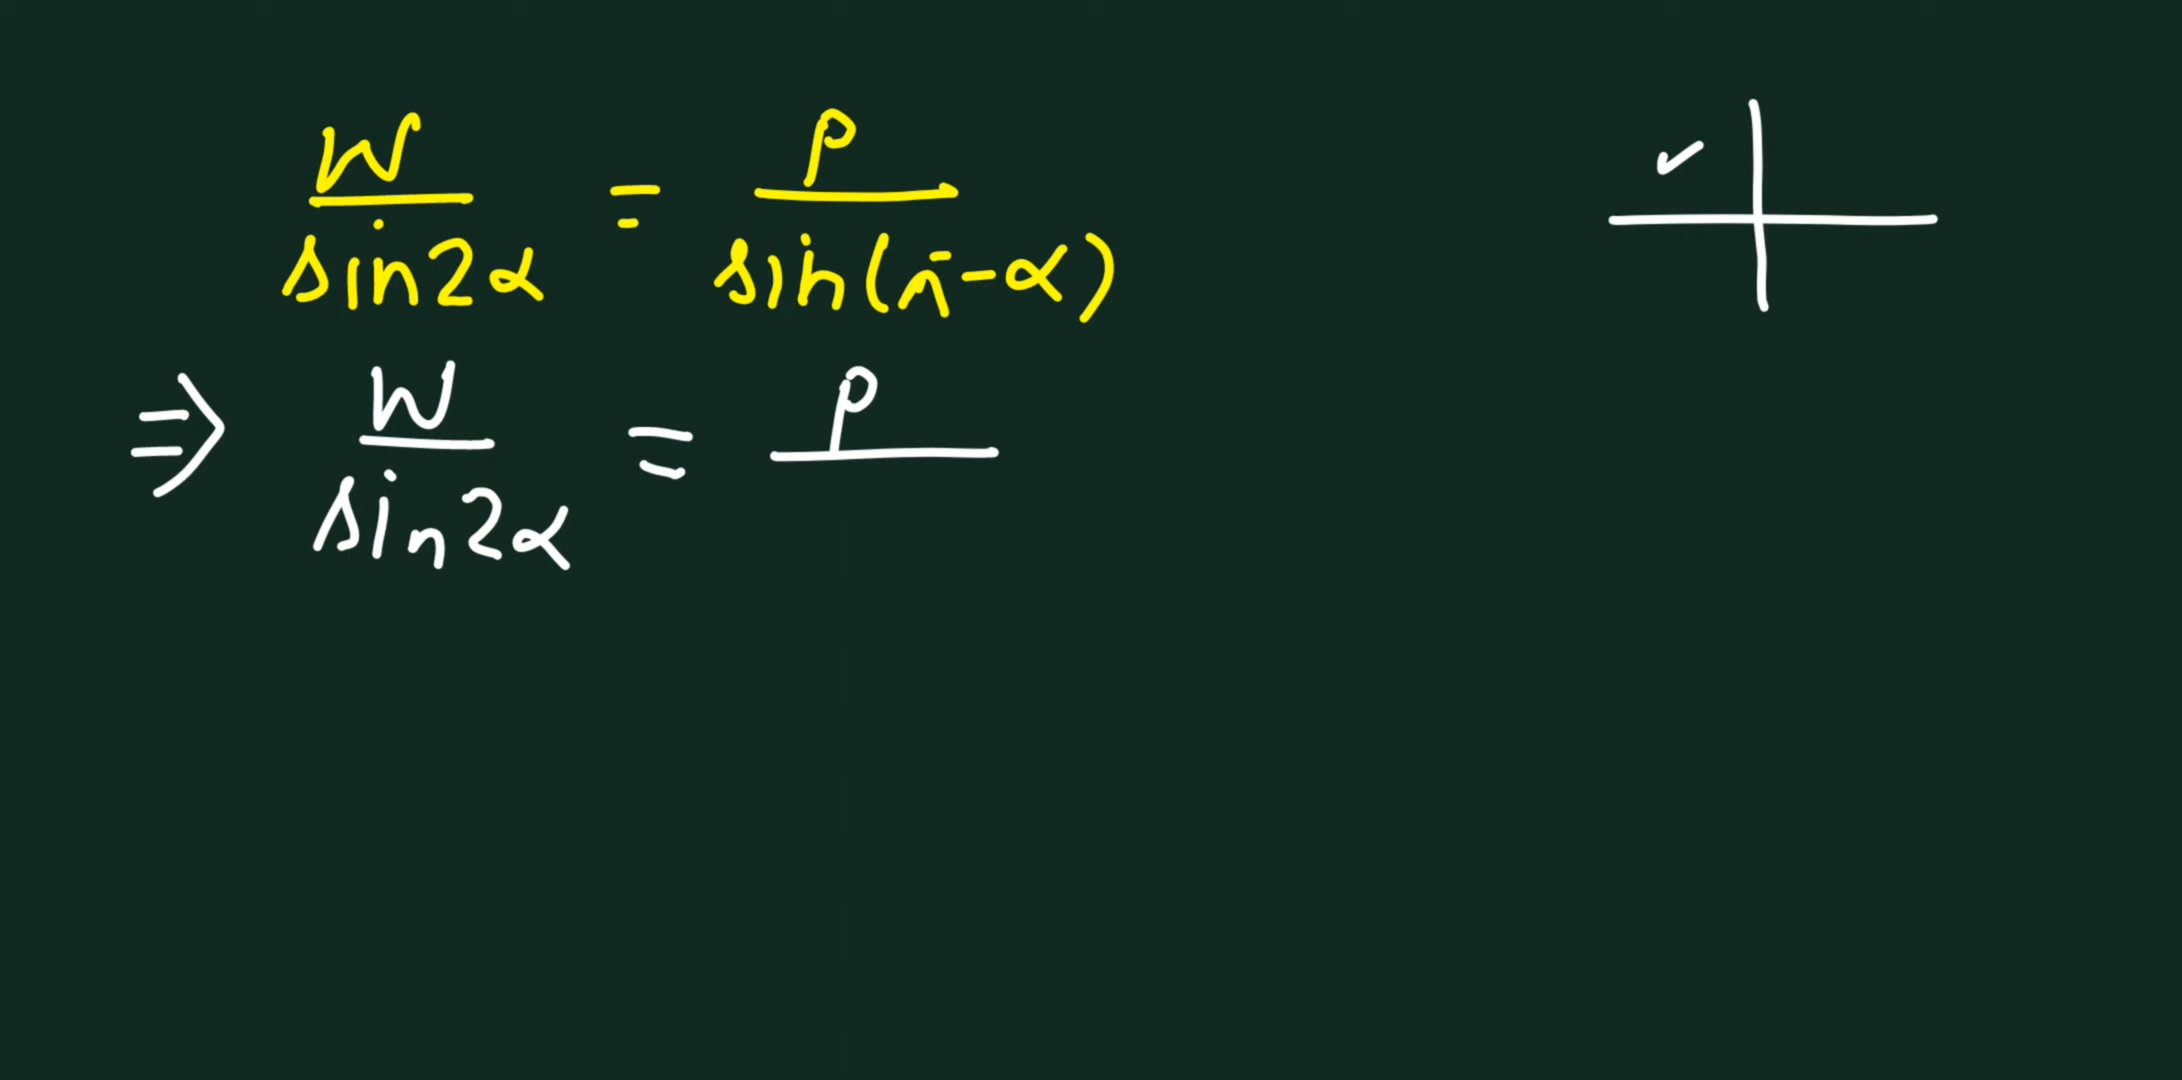 W/sin2α = P/sin(π-α)
⇒ W/sin2α = P/